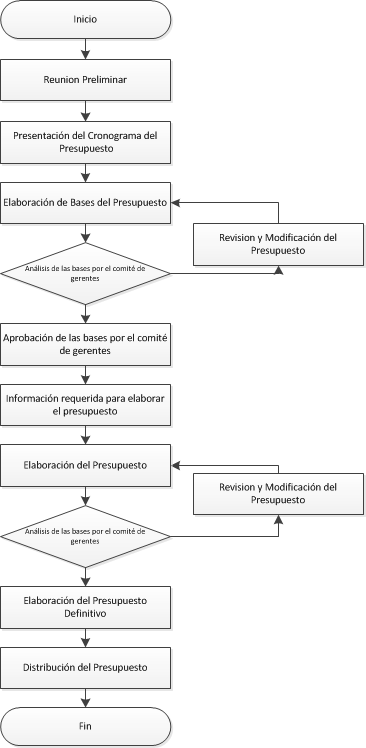 Inicio
Reunion Preliminar
Presentación del Cronograma del
Presupuesto
Elaboración de Bases del Presupuesto
Revision y Modificación del
Presupuesto
Análisis de las bases por el comité de
gerentes
Aprobación de las bases por el comité
de gerentes
Información requerida para elaborar
el presupuesto
Elaboración del Presupuesto
Revision y Modificación del
Presupuesto
Análisis de las bases por el comité de
gerentes
Elaboración del Presupuesto
Definitivo
Distribución del Presupuesto
Fin